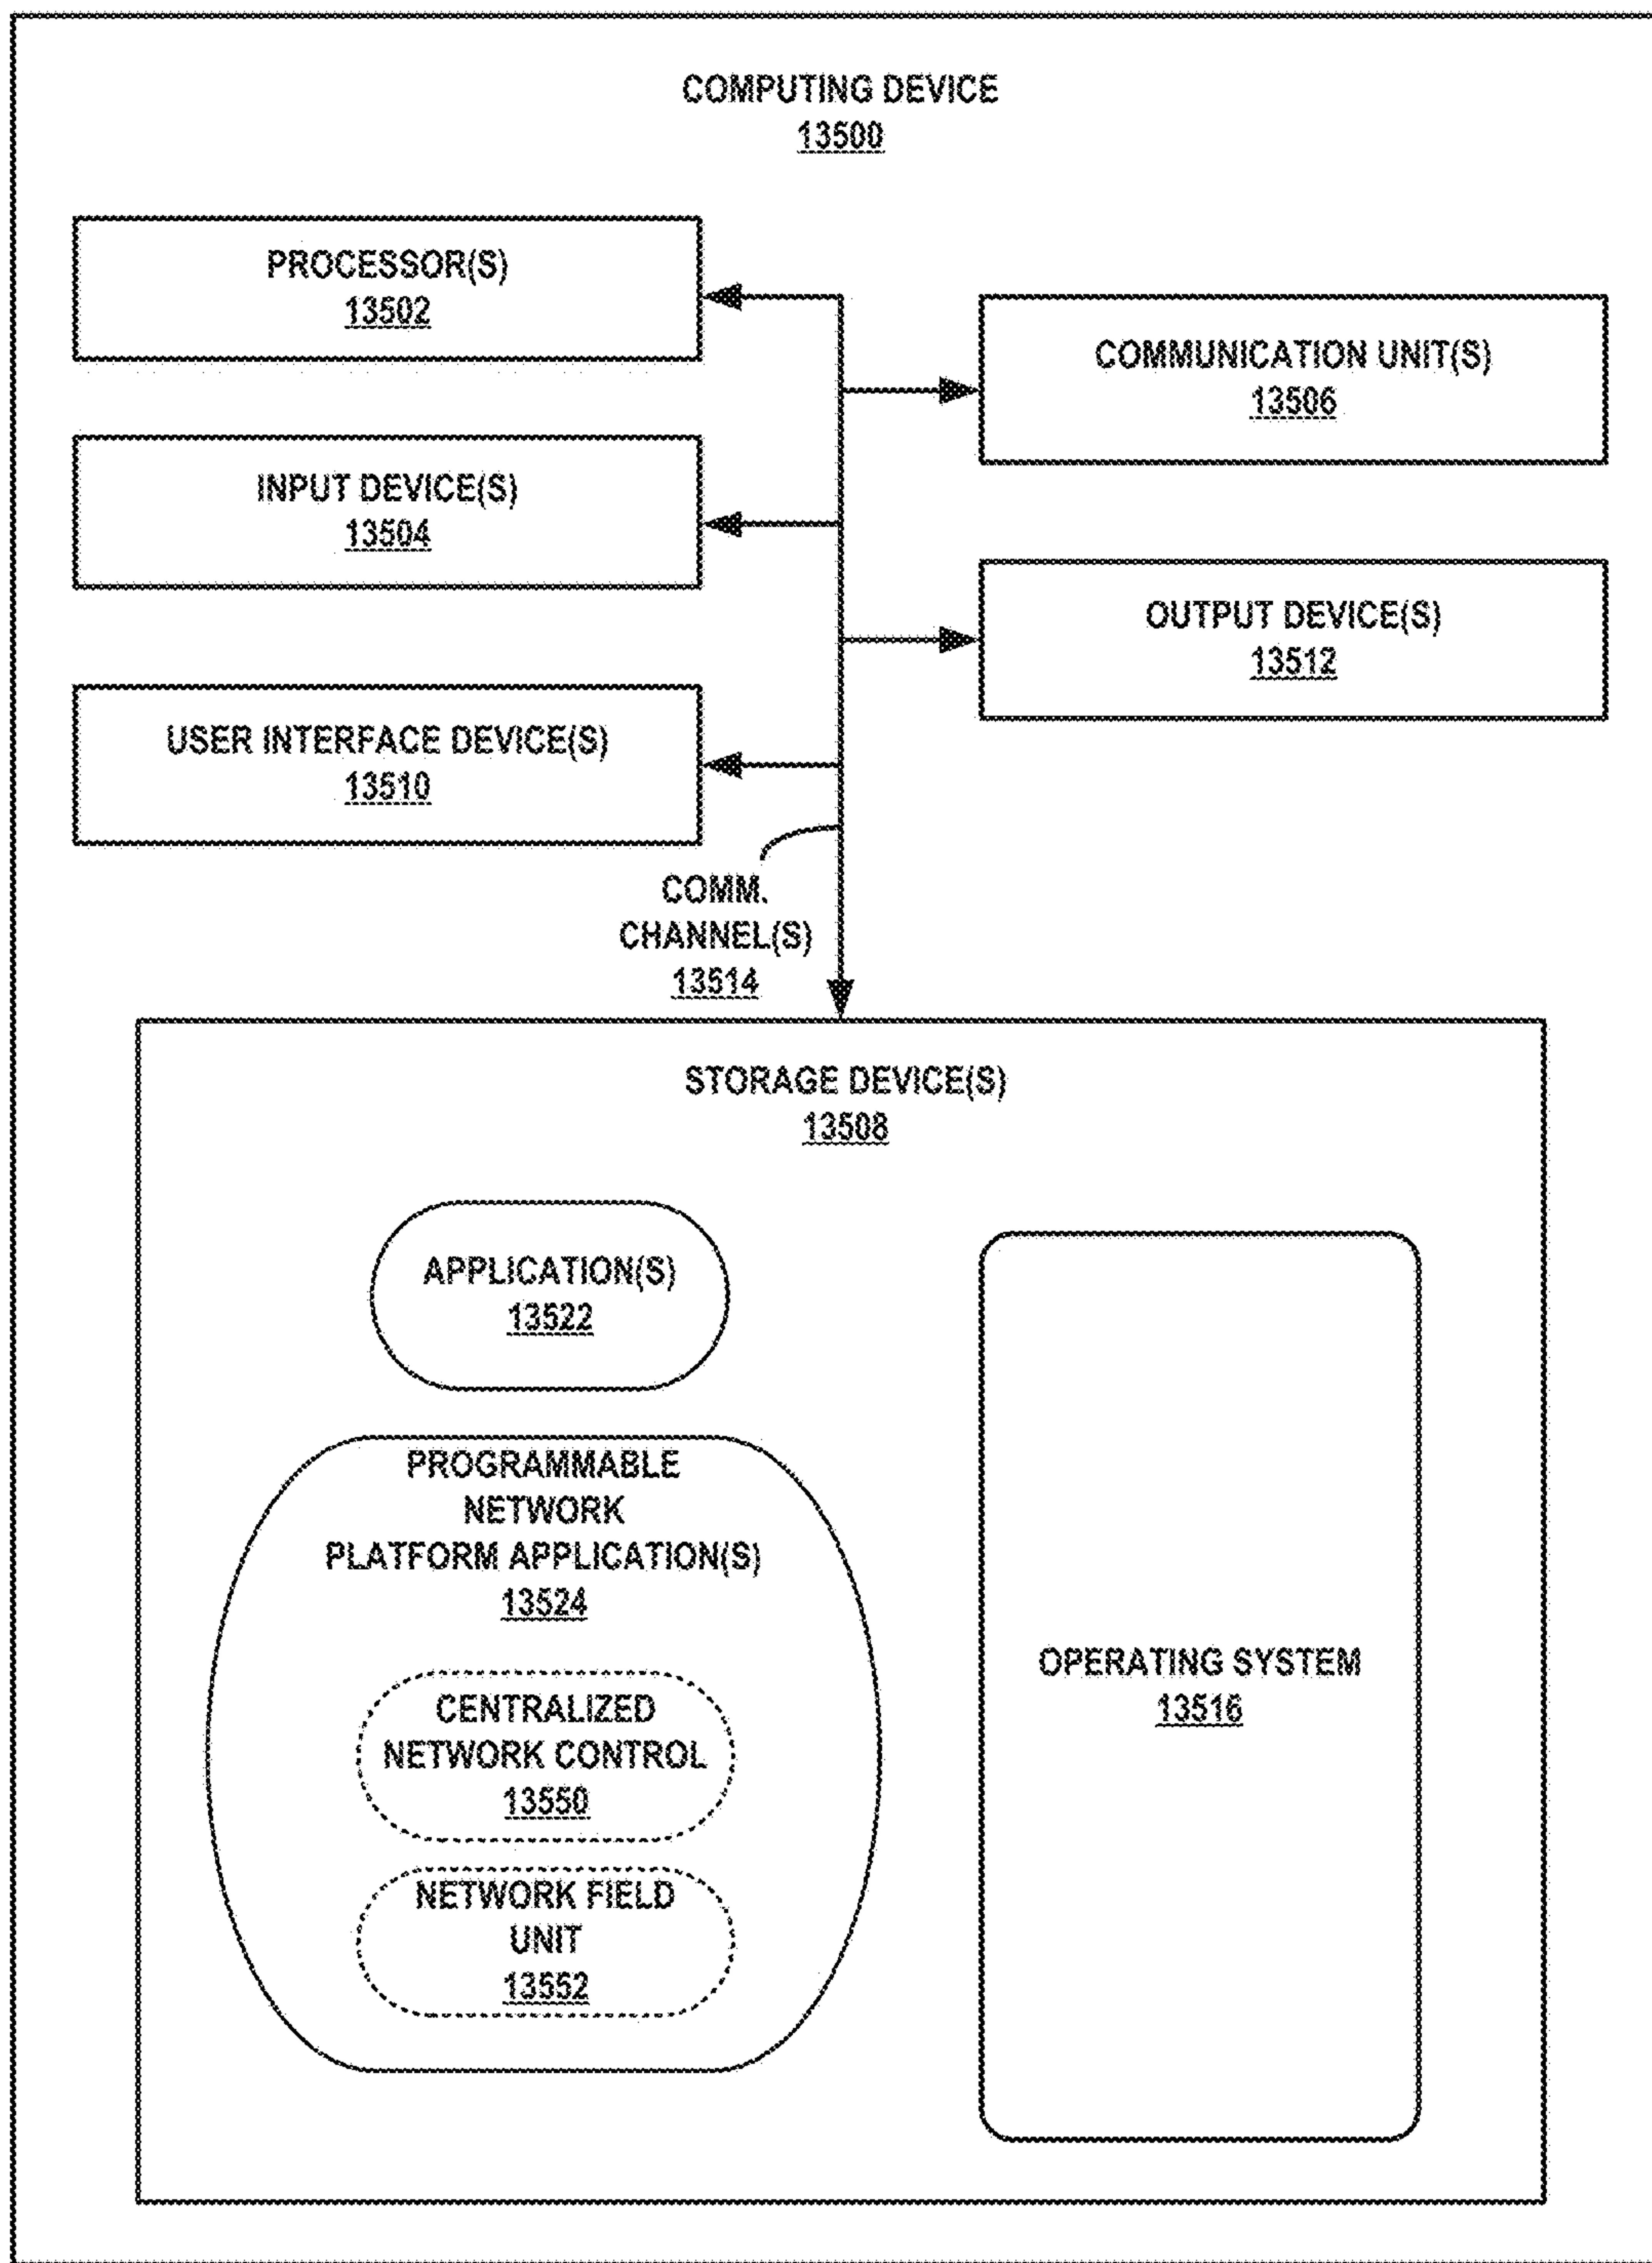 COMPUTING DEVICE
13500
PROCESSOR(S)
13502
COMMUNICATION UNIT(S)
13506
INPUT DEVICE(S)
13504
OUTPUT DEVICE(S)
13512
USER INTERFACE DEVICE(S)
13510
COMM.
CHANNEL(S)
13514
STORAGE DEVICE(S)
13508
APPLICATION(S)
13522
PROGRAMMABLE
NETWORK
PLATFORM APPLICATION(S)
13524
CENTRALIZED
NETWORK CONTROL
13550
NETWORK FIELD
UNIT
13552
OPERATING SYSTEM
13516